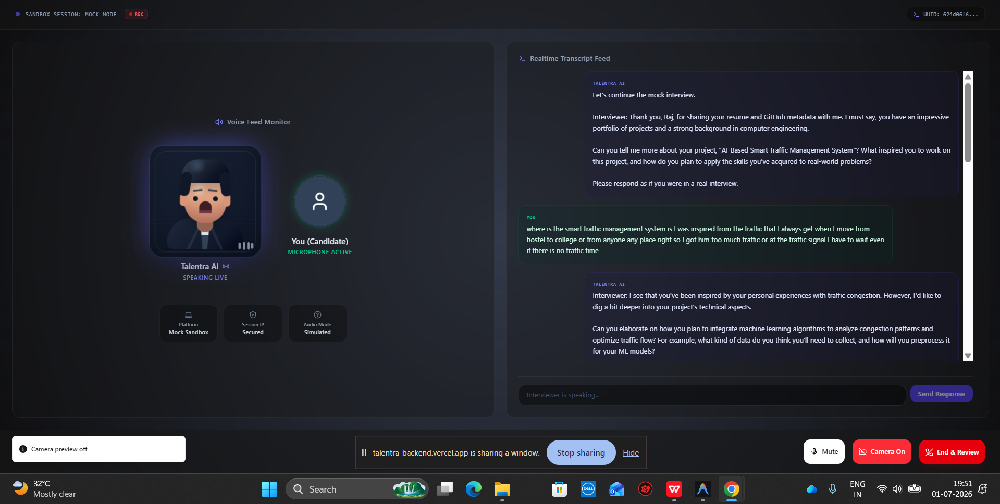 SANDBOX SESSION: MOCK MODE
REC
UUID: 624d06f6...
Voice Feed Monitor
Talentra AI
SPEAKING LIVE
You (Candidate)
MICROPHONE ACTIVE
Platform
Mock Sandbox
Session IP
Secured
Audio Mode
Simulated
Realtime Transcript Feed
TALENTRA AI
Let's continue the mock interview.
Interviewer: Thank you, Raj, for sharing your resume and GitHub metadata with me. I must say, you have an impressive
portfolio of projects and a strong background in computer engineering.
Can you tell me more about your project, "AI-Based Smart Traffic Management System"? What inspired you to work on
this project, and how do you plan to apply the skills you've acquired to real-world problems?
Please respond as if you were in a real interview.
YOU
where is the smart traffic management system is I was inspired from the traffic that I always get when I move from
hostel to college or from anyone any place right so I got him too much traffic or at the traffic signal I have to wait even
if there is no traffic time
TALENTRA AI
Interviewer: I see that you've been inspired by your personal experiences with traffic congestion. However, I'd like to
dig a bit deeper into your project's technical aspects.
Can you elaborate on how you plan to integrate machine learning algorithms to analyze congestion patterns and
optimize traffic flow? For example, what kind of data do you think you'll need to collect, and how will you preprocess it
for your ML models?
Interviewer is speaking...
Send Response
Camera preview off
talentra-backend.vercel.app is sharing a window.
Stop sharing
Hide
Mute
Camera On
End & Review
32°C
Mostly clear
Search
DELL
ENG
IN
19:51
01-07-2026